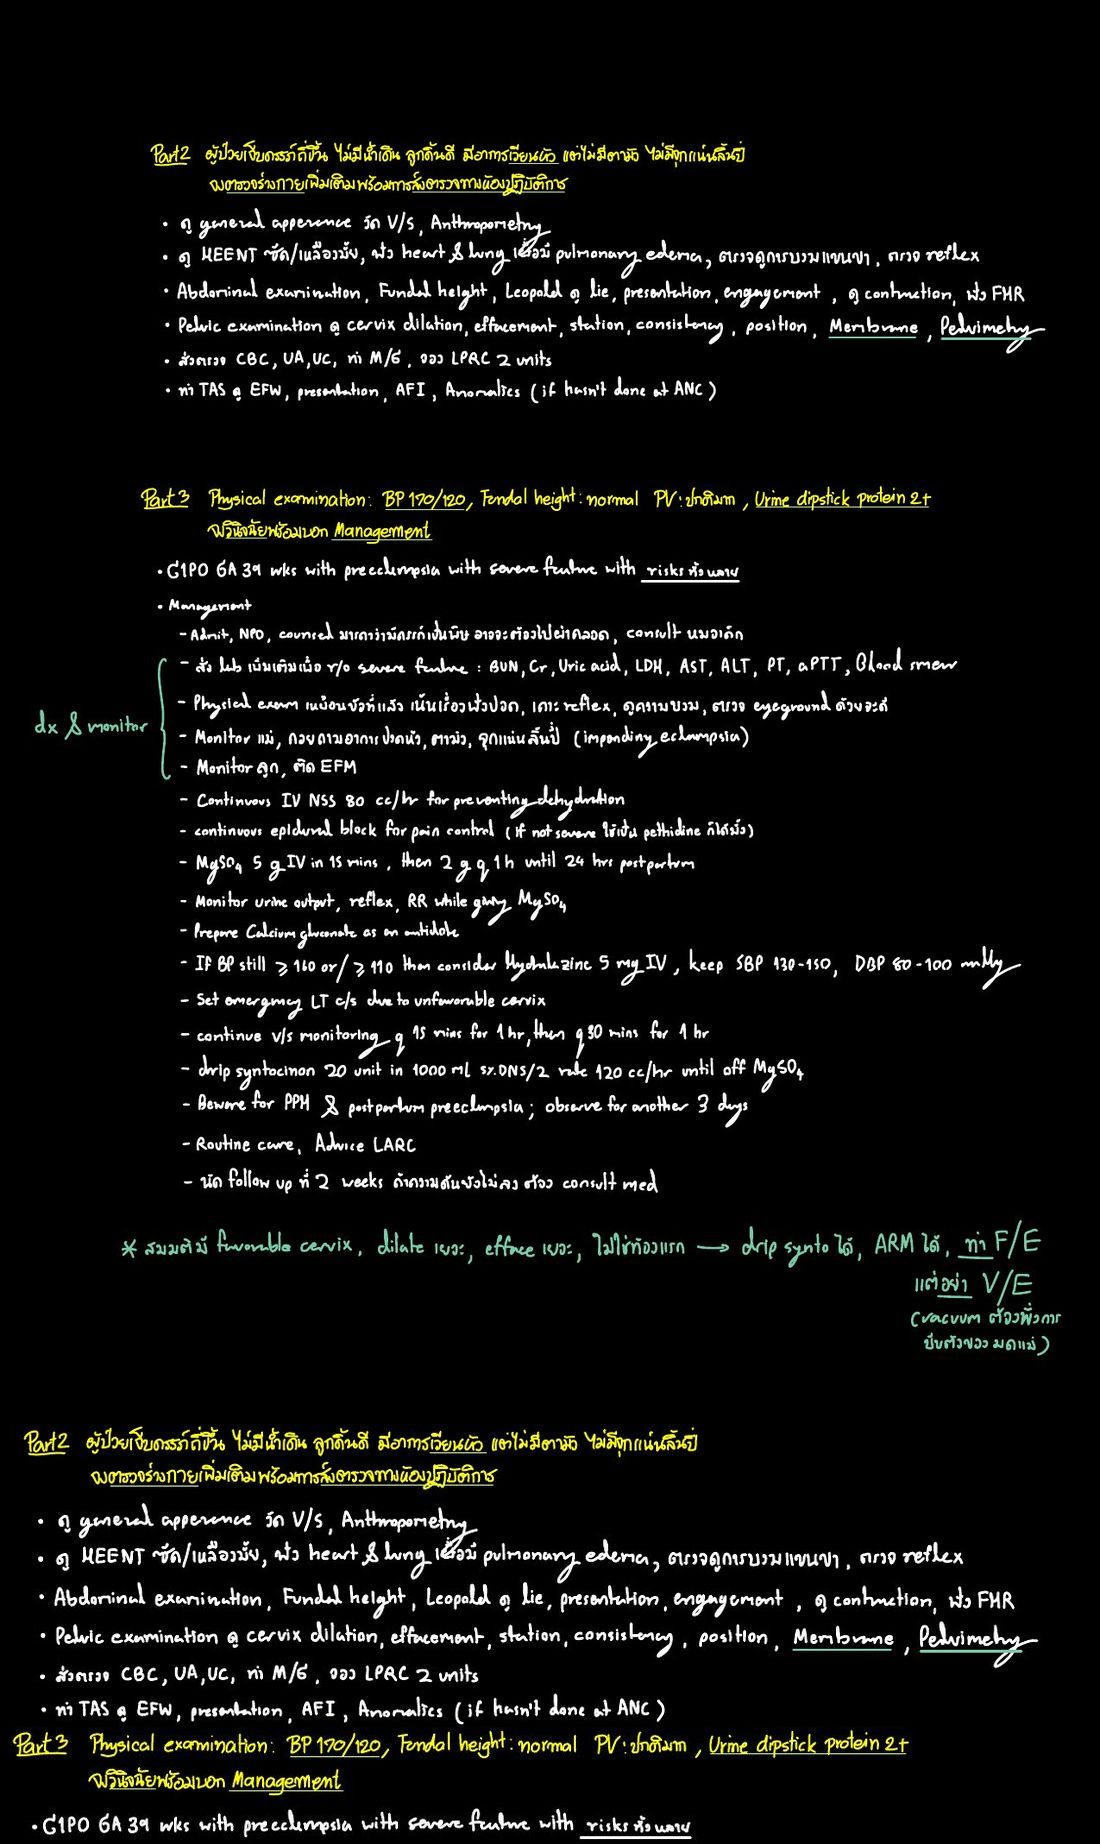 Part2 ผู้ป่วยเจ็บครรภ์ถี่ขึ้น ไม่มีน้ำเดิน ลูกดิ้นดี มีอาการเวียนหัว แต่ไม่มีตามัว ไม่มีจุกแน่นลิ้นปี่
จงตรวจร่างกายเพิ่มเติมพร้อมการส่งตรวจทางห้องปฏิบัติการ
• ดู general apperence วัด V/S, Anthropometry
• ดู HEENT ซีด/เหลืองมั้ย, ฟัง heart & lung เผื่อมี pulmonary edema, ตรวจดูการบวมแขนขา, ตรวจ reflex
• Abdominal examination, Fundal height, Leopold ดู lie, presentation, engagement, ดู contraction, ฟัง FHR
• Pelvic examination ดู cervix dilation, effacement, station, consistency, position, Membrane, Pelvimetry
• ส่งตรวจ CBC, UA, UC, ทำ M/G, จอง LPRC 2 units
• ทำ TAS ดู EFW, presentation, AFI, Anomalies (if hasn't done at ANC)
Part3 Physical examination: BP 170/120, Fendal height: normal PV: ปกติมาก, Urine dipstick protein 2+
จงวินิจฉัยพร้อมบอก Management
• G1P0 GA 39 wks with preeclampsia with severe feature with risks ทั้งหลาย
• Management
- Admit, NPO, counsel มารดาว่ามีครรภ์เป็นพิษ อาจจะต้องไปผ่าคลอด, consult หมอเด็ก
- ส่ง lab เพิ่มเติมเพื่อ r/o severe feature : BUN, Cr, Uric acid, LDH, AST, ALT, PT, aPTT, Blood smear
- Physical exam เหมือนข้อที่แล้ว เน้นเรื่องฟังปอด, เคาะ reflex, ดูความบวม, ตรวจ eyeground ด้วยจะดี
dx & monitor
- Monitor แม่, คอยถามอาการปวดหัว, ตามัว, จุกแน่นลิ้นปี่ (impending eclampsia)
- Monitor ลูก, ติด EFM
- Continuous IV NSS 80 cc/hr for preventing dehydration
- continuous epidural block for pain control (if not severe ใช้เป็น pethidine ก็ได้มั้ง)
- MgSO4 5 g IV in 15 mins, then 2 g q 1 h until 24 hrs postpartum
- Monitor urine output, reflex, RR while giving MgSO4
- Prepare Calcium gluconate as an antidote
- If BP still ≥ 160 or/ ≥ 110 then consider Hydralazine 5 mg IV, keep SBP 130-150, DBP 80-100 mmHg
- Set emergency LT c/s due to unfavorable cervix
- continue v/s monitoring q 15 mins for 1 hr, then q 30 mins for 1 hr
- drip syntocinon 20 unit in 1000 ml 5% DNS/2 rate 120 cc/hr until off MgSO4
- Beware for PPH & postpartum preeclampsia; observe for another 3 days
- Routine care, Advice LARC
- นัด follow up ที่ 2 weeks ถ้าความดันยังไม่ลง ต้อง consult med
* สมมติมี favorable cervix, dilate เยอะ, efface เยอะ, ไม่ใช่ท้องแรก → drip synto ได้, ARM ได้, ทำ F/E
แต่อย่า V/E
(vacuum ต้องพึ่งการ
บีบตัวของมดแม่)
Part2 ผู้ป่วยเจ็บครรภ์ถี่ขึ้น ไม่มีน้ำเดิน ลูกดิ้นดี มีอาการเวียนหัว แต่ไม่มีตามัว ไม่มีจุกแน่นลิ้นปี่
จงตรวจร่างกายเพิ่มเติมพร้อมการส่งตรวจทางห้องปฏิบัติการ
• ดู general apperence วัด V/S, Anthropometry
• ดู HEENT ซีด/เหลืองมั้ย, ฟัง heart & lung เผื่อมี pulmonary edema, ตรวจดูการบวมแขนขา, ตรวจ reflex
• Abdominal examination, Fundal height, Leopold ดู lie, presentation, engagement, ดู contraction, ฟัง FHR
• Pelvic examination ดู cervix dilation, effacement, station, consistency, position, Membrane, Pelvimetry
• ส่งตรวจ CBC, UA, UC, ทำ M/G, จอง LPRC 2 units
• ทำ TAS ดู EFW, presentation, AFI, Anomalies (if hasn't done at ANC)
Part3 Physical examination: BP 170/120, Fendal height: normal PV: ปกติมาก, Urine dipstick protein 2+
จงวินิจฉัยพร้อมบอก Management
• G1P0 GA 39 wks with preeclampsia with severe feature with risks ทั้งหลาย